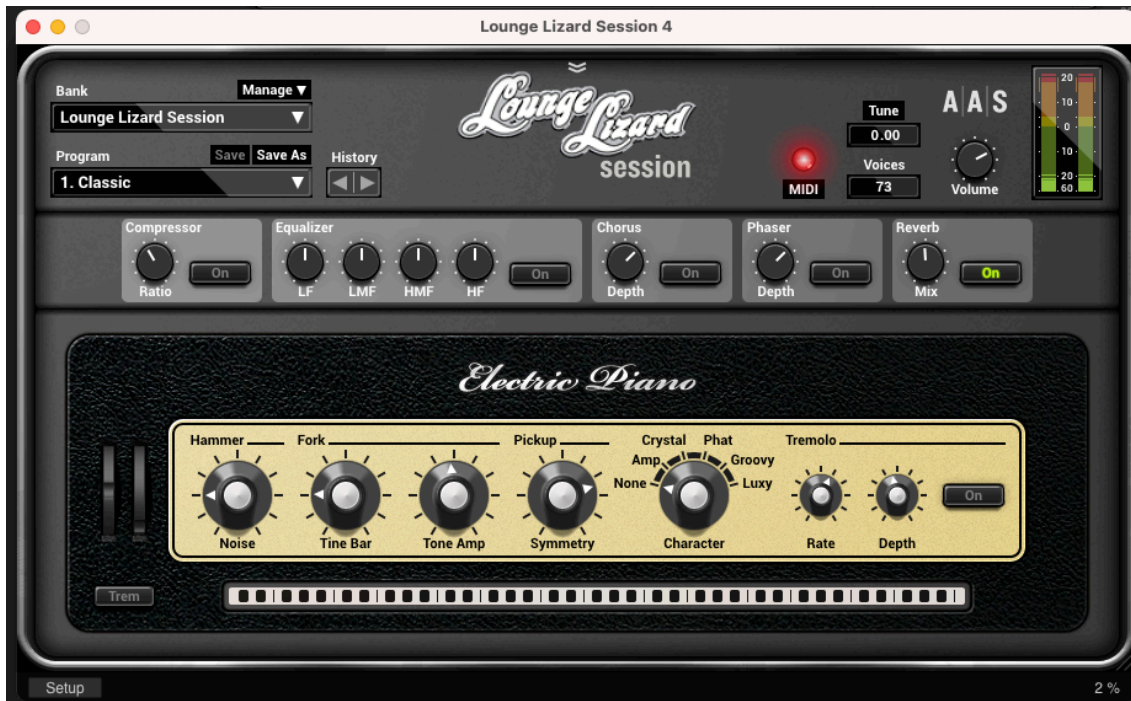 Lounge Lizard Session 4
Bank Manage ▼
Lounge Lizard Session ▼
Program Save Save As History
1. Classic ▼
Lounge Lizard
session
MIDI
Tune
0.00
Voices
73
A|A|S
Volume
20
10
0
10
20
60
Compressor Equalizer Chorus Phaser Reverb
On On On On On
Ratio LF LMF HMF HF Depth Depth Mix
Electric Piano
Hammer Fork Pickup Crystal Phat Tremolo
Amp Groovy
None Luxy
On
Noise Tine Bar Tone Amp Symmetry Character Rate Depth
Trem
Setup 2 %